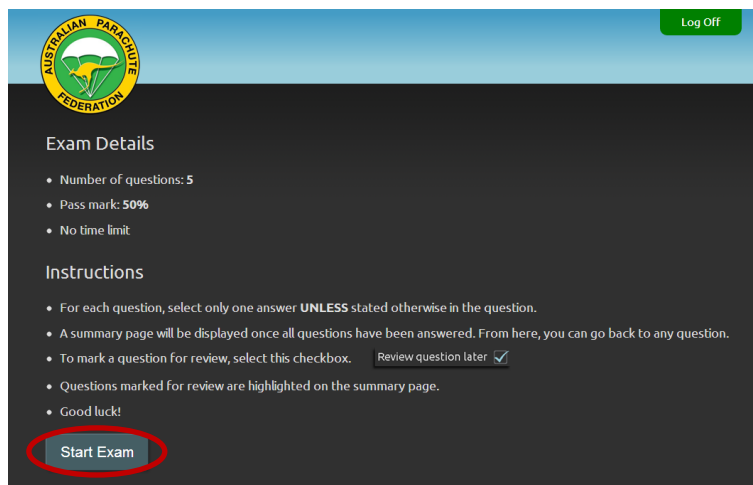 Log Off
AUSTRALIAN PARACHUTE
FEDERATION
Exam Details
• Number of questions: 5
• Pass mark: 50%
• No time limit
Instructions
• For each question, select only one answer UNLESS stated otherwise in the question.
• A summary page will be displayed once all questions have been answered. From here, you can go back to any question.
• To mark a question for review, select this checkbox. Review question later
• Questions marked for review are highlighted on the summary page.
• Good luck!
Start Exam